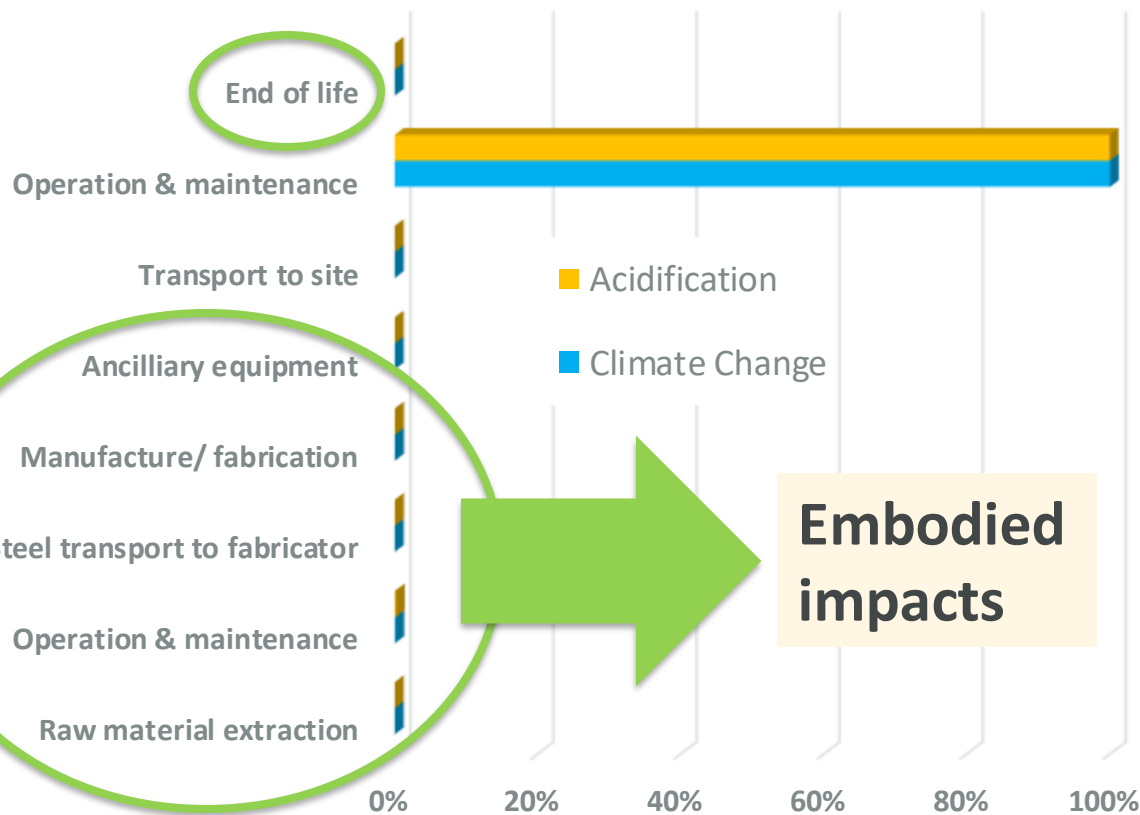 End of life
Operation & maintenance
Transport to site
Acidification
Ancilliary equipment
Climate Change
Manufacture/ fabrication
Steel transport to fabricator
Embodied
impacts
Operation & maintenance
Raw material extraction
0% 20% 40% 60% 80% 100%